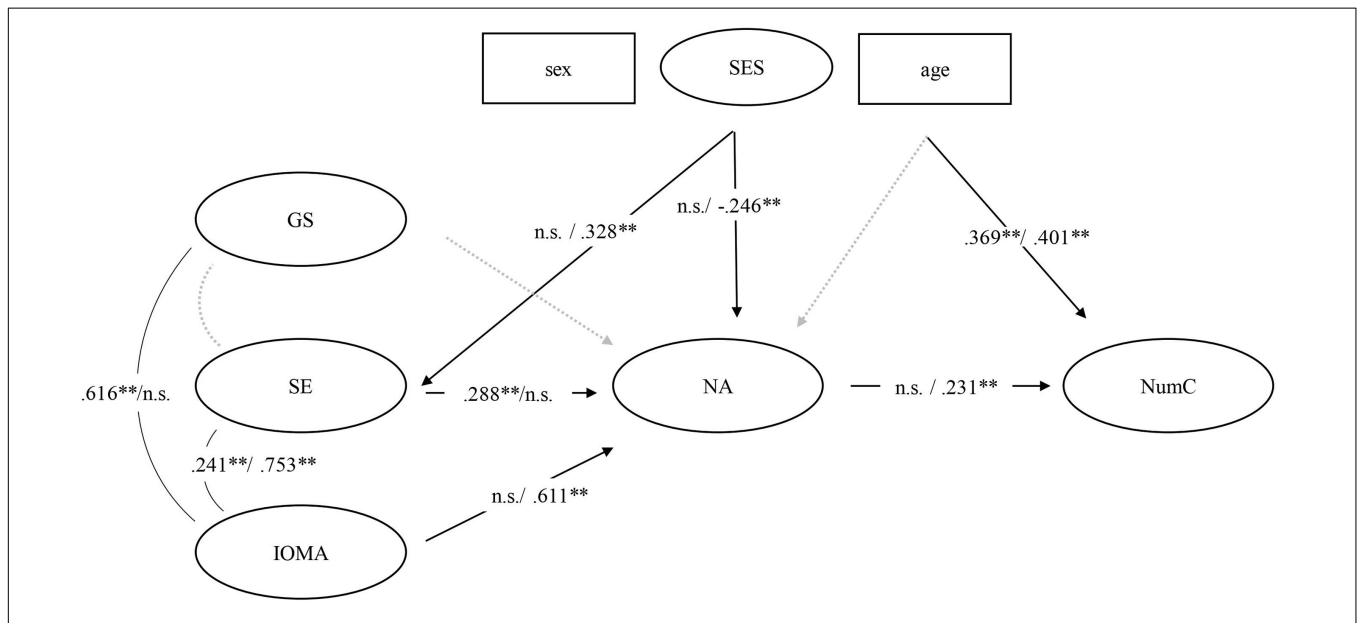 sex
SES
age
GS
n.s. / .328**
n.s./ -.246**
.369**/ .401**
.616**/n.s.
SE
.288**/n.s.
NA
n.s. / .231**
NumC
.241**/ .753**
n.s./ .611**
IOMA